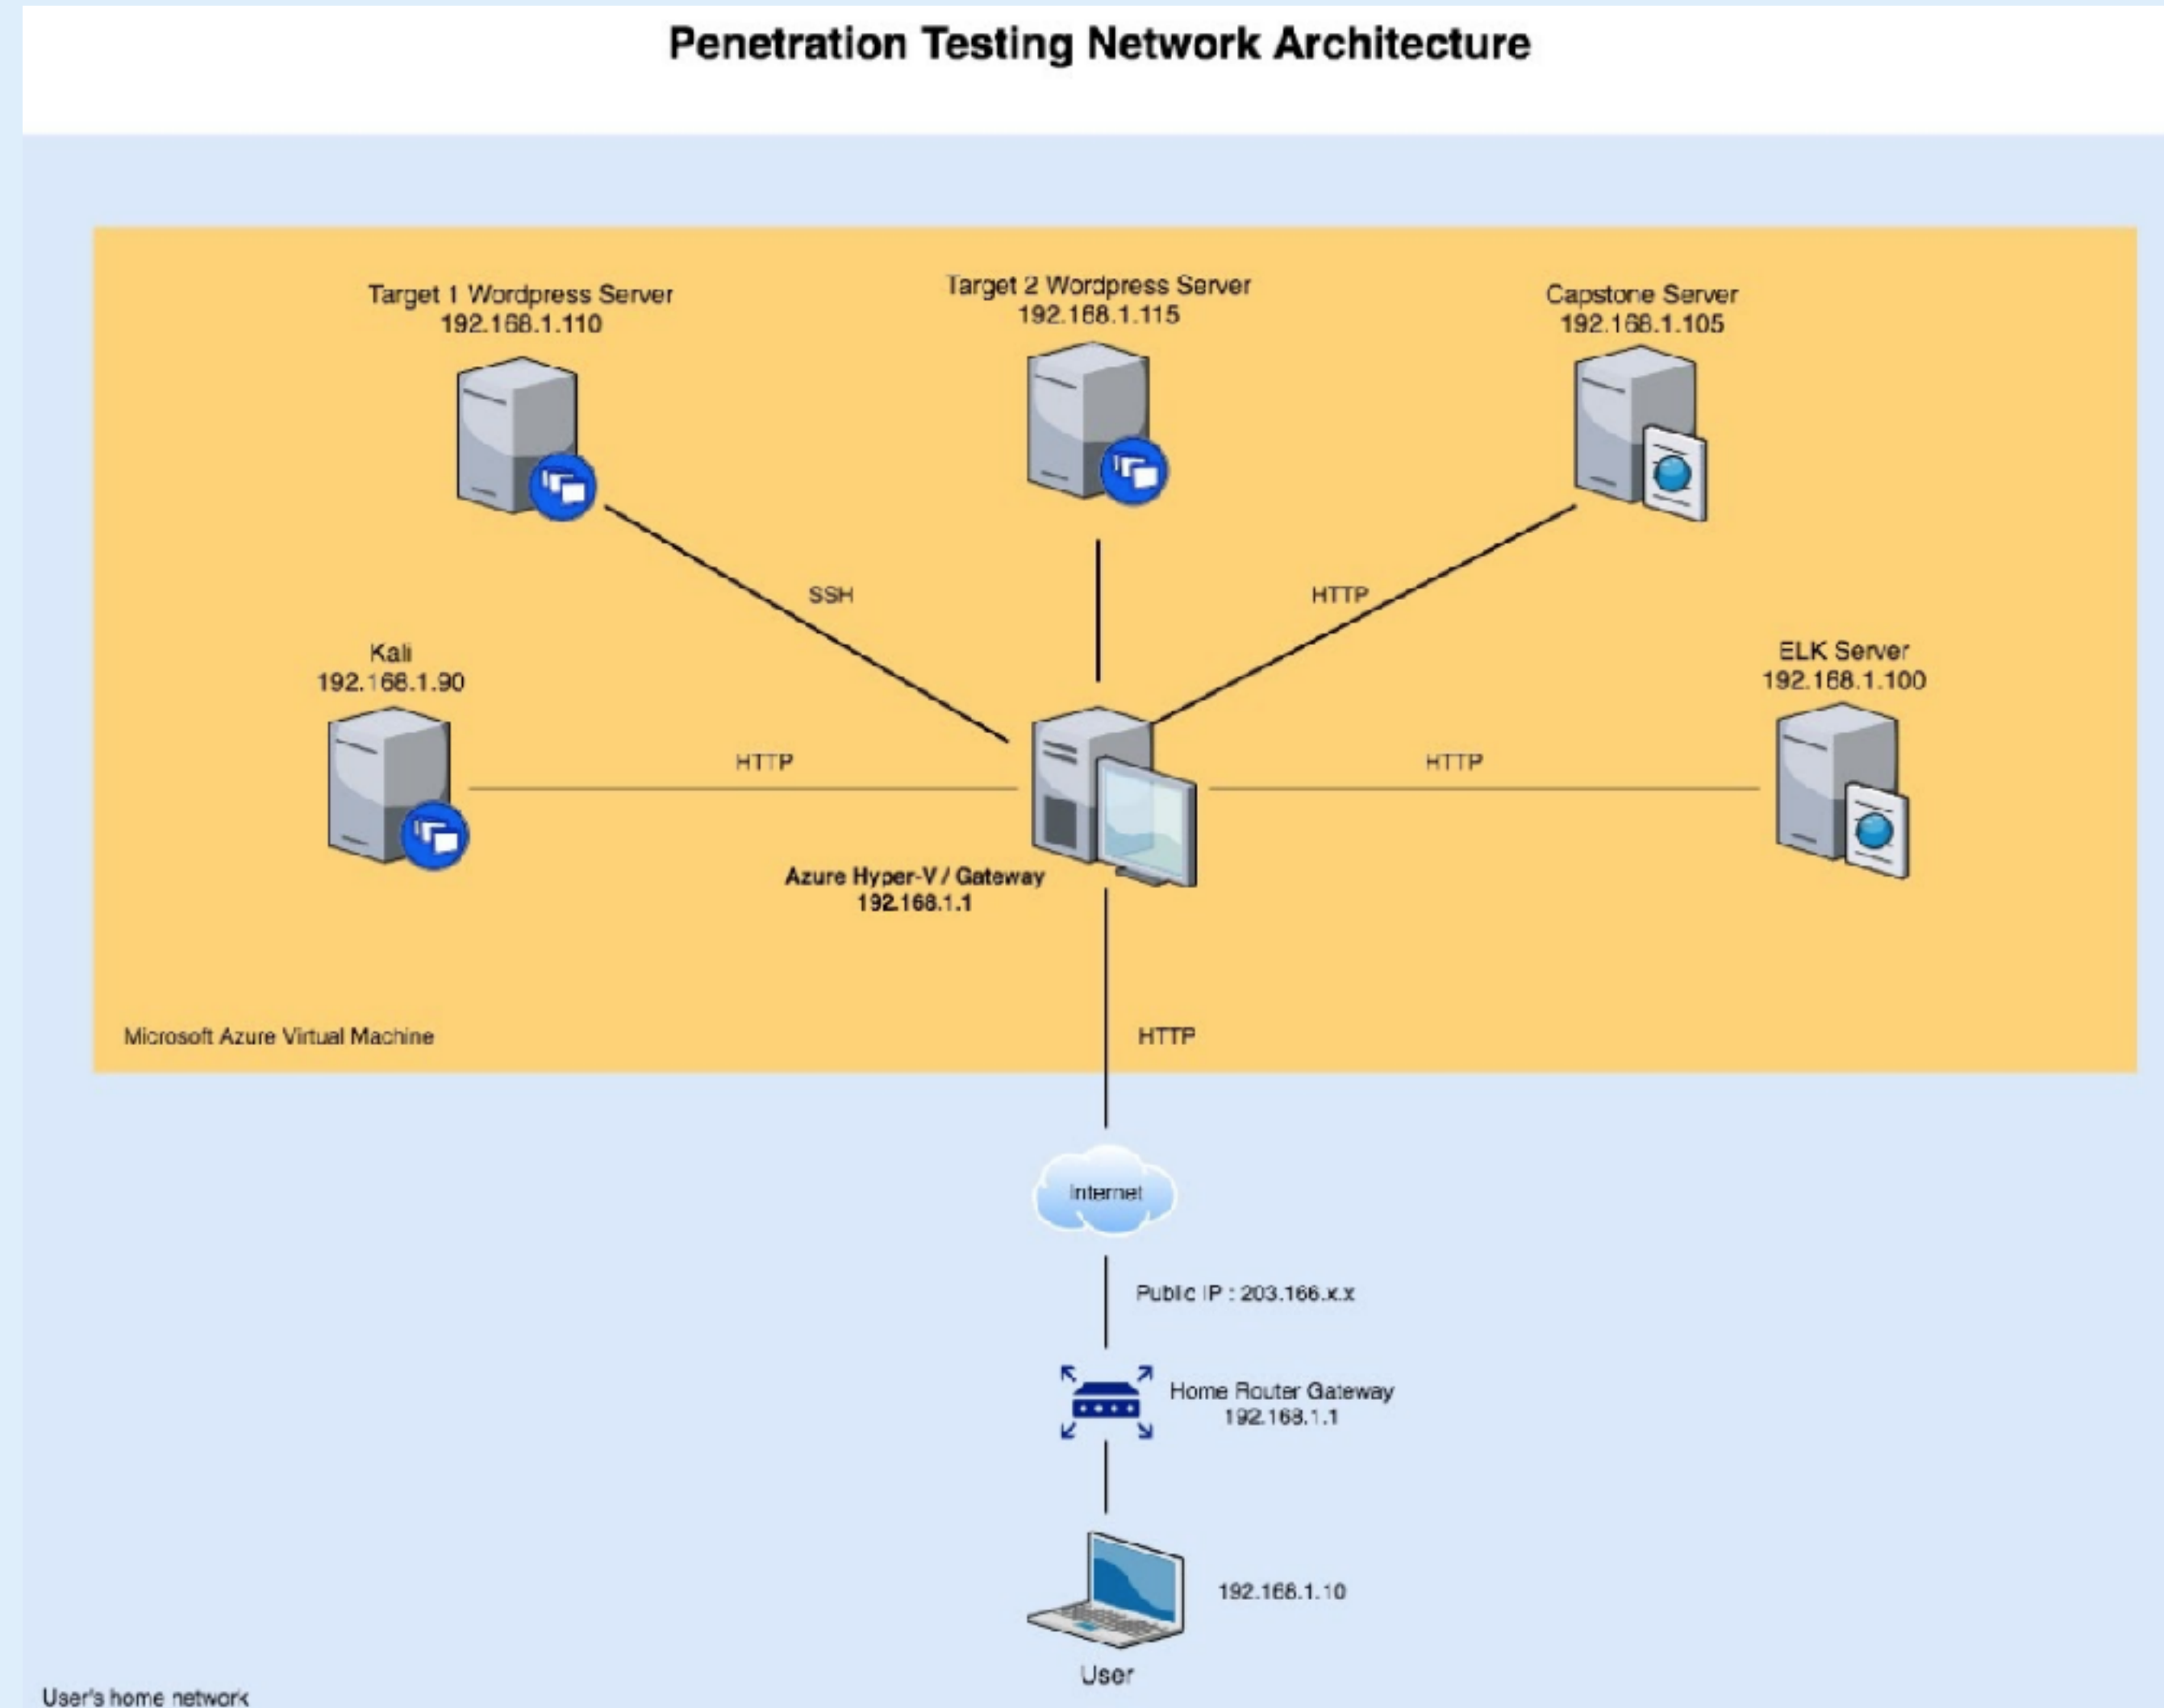 Penetration Testing Network Architecture
Target 1 Wordpress Server
192.168.1.110
Target 2 Wordpress Server
192.168.1.115
Capstone Server
192.168.1.105
SSH
HTTP
Kali
192.168.1.90
ELK Server
192.168.1.100
HTTP
HTTP
Azure Hyper-V / Gateway
192.168.1.1
Microsoft Azure Virtual Machine
HTTP
Internet
Public IP : 203.166.x.x
Home Router Gateway
192.168.1.1
192.168.1.10
User
User's home network